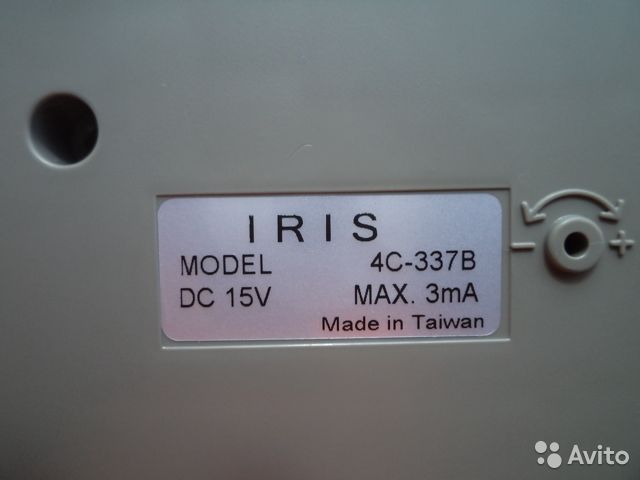 IRIS
MODEL 4C-337B
DC 15V MAX. 3mA
Made in Taiwan
- +
Avito